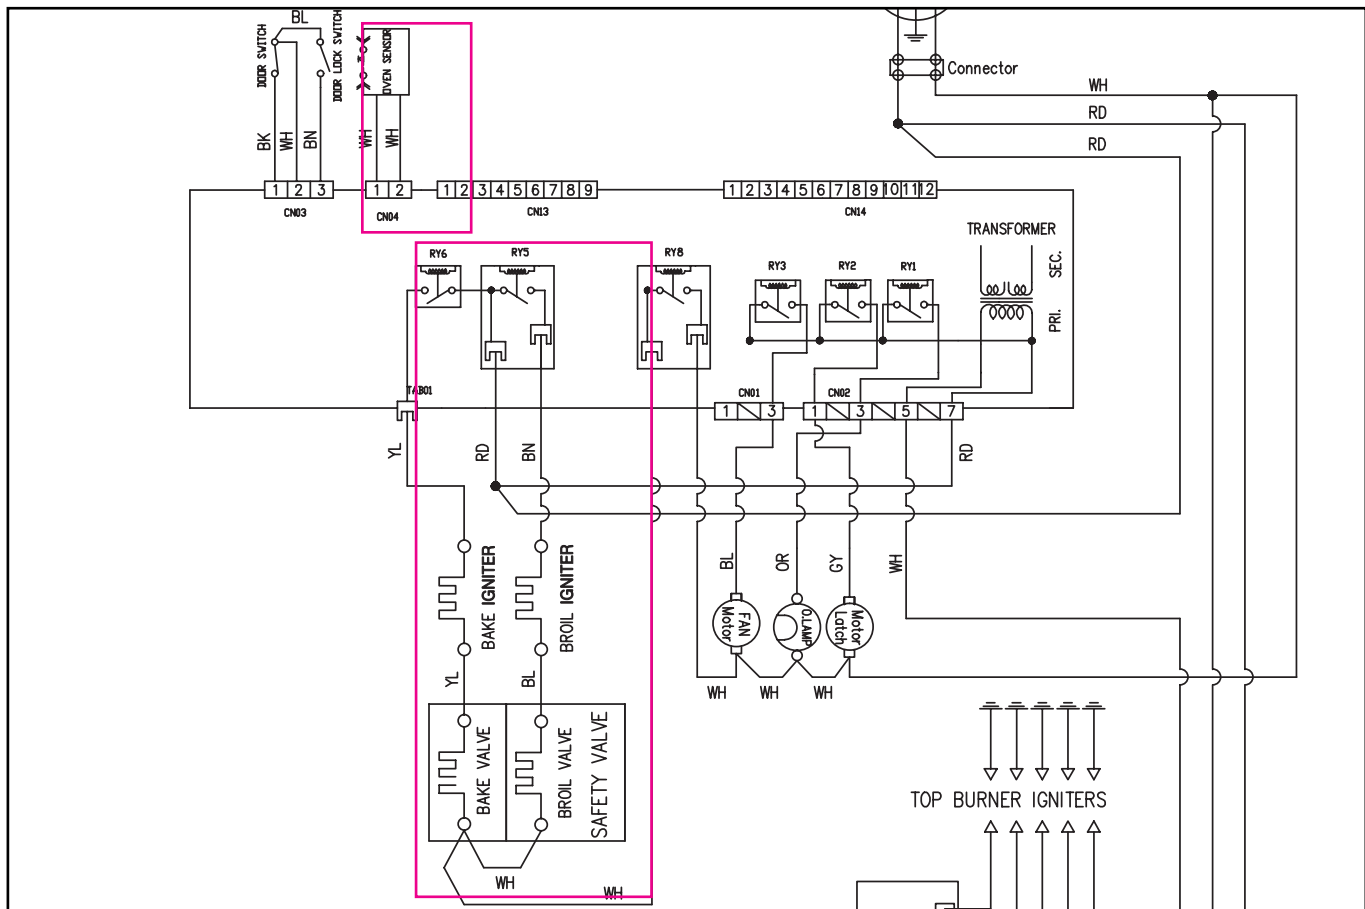 BL
DOOR SWITCH
DOOR LOCK SWITCH
OVEN SENSOR
BK
WH
BN
WH
WH
1 2 3
CN03
1 2
CN04
1 2 3 4 5 6 7 8 9
CN13
1 2 3 4 5 6 7 8 9 10 11 12
CN14
Connector
WH
RD
RD
TRANSFORMER
SEC.
PRI.
RY6
RY5
RY8
RY3
RY2
RY1
TAB01
CN01
1 3
CN02
1 3 5 7
YL
RD
BN
RD
BL
OR
GY
WH
BAKE IGNITER
BROIL IGNITER
FAN
Motor
O.LAMP
Motor
Latch
YL
BL
WH
WH
WH
BAKE VALVE
BROIL VALVE
SAFETY VALVE
WH
WH
TOP BURNER IGNITERS